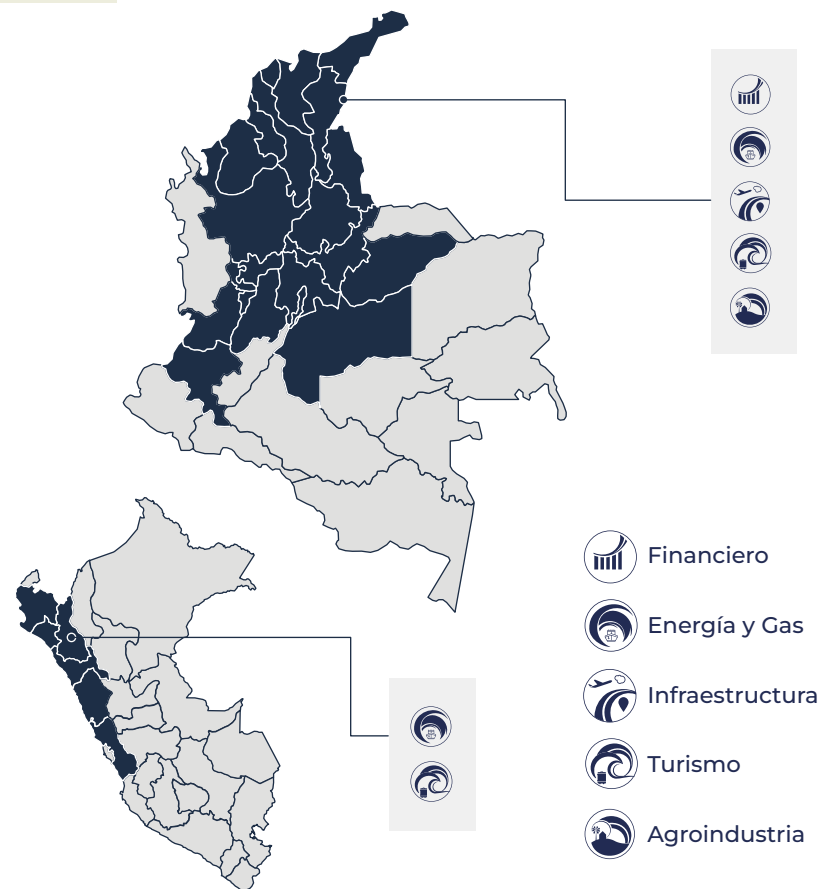 Financiero
Energía y Gas
Infraestructura
Turismo
Agroindustria